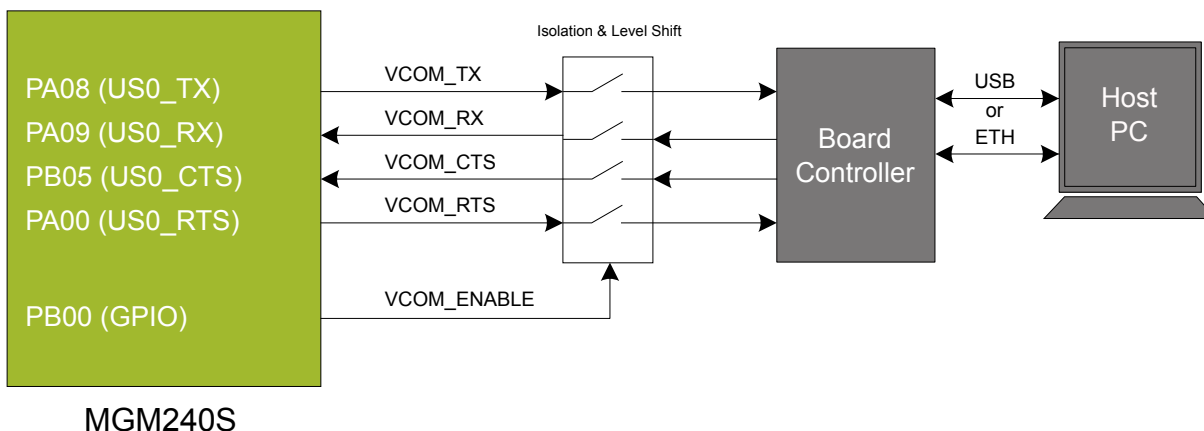 Isolation & Level Shift
PA08 (US0_TX)
VCOM_TX
PA09 (US0_RX)
VCOM_RX
PB05 (US0_CTS)
VCOM_CTS
PA00 (US0_RTS)
VCOM_RTS
PB00 (GPIO)
VCOM_ENABLE
Board
Controller
USB
or
ETH
Host
PC
MGM240S